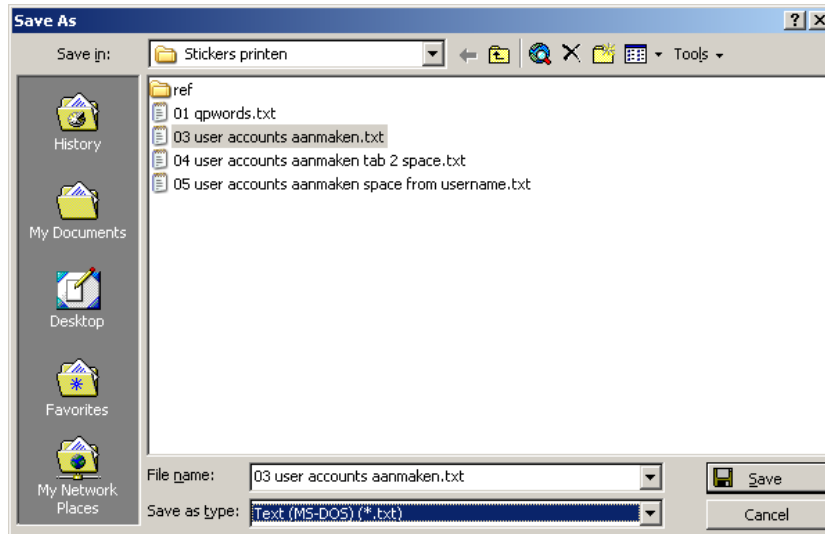 Save As
Save in: Stickers printen Tools
ref
01 qpwords.txt
03 user accounts aanmaken.txt
04 user accounts aanmaken tab 2 space.txt
05 user accounts aanmaken space from username.txt
History
My Documents
Desktop
Favorites
My Network
Places
File name: 03 user accounts aanmaken.txt Save
Save as type: Text (MS-DOS) (*.txt) Cancel